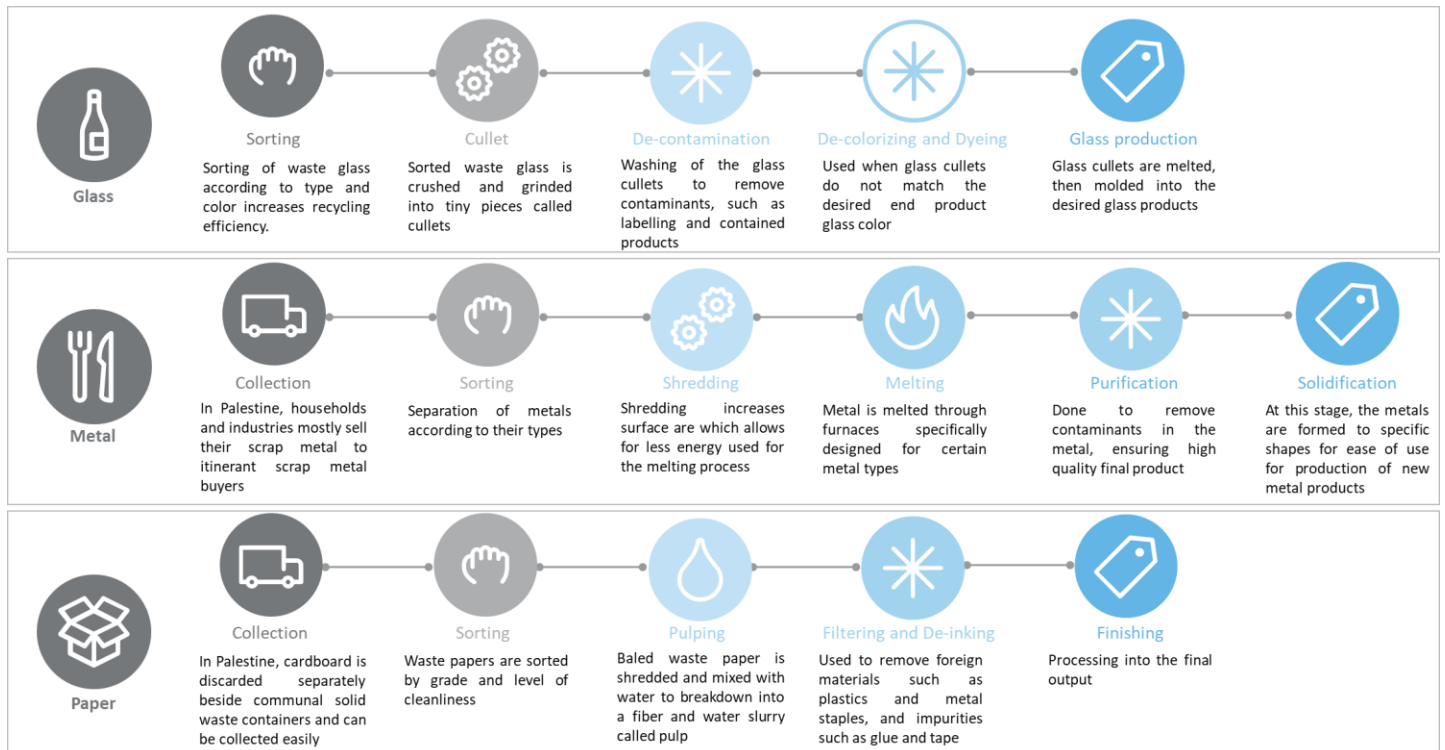 Glass
Sorting
Sorting of waste glass
according to type and
color increases recycling
efficiency.
Cullet
Sorted waste glass is
crushed and grinded
into tiny pieces called
cullets
De-contamination
Washing of the glass
cullets to remove
contaminants, such as
labelling and contained
products
De-colorizing and Dyeing
Used when glass cullets
do not match the
desired end product
glass color
Glass production
Glass cullets are melted,
then molded into the
desired glass products
Metal
Collection
In Palestine, households
and industries mostly sell
their scrap metal to
itinerant scrap metal
buyers
Sorting
Separation of metals
according to their types
Shredding
Shredding increases
surface are which allows
for less energy used for
the melting process
Melting
Metal is melted through
furnaces specifically
designed for certain
metal types
Purification
Done to remove
contaminants in the
metal, ensuring high
quality final product
Solidification
At this stage, the metals
are formed to specific
shapes for ease of use
for production of new
metal products
Paper
Collection
In Palestine, cardboard is
discarded separately
beside communal solid
waste containers and can
be collected easily
Sorting
Waste papers are sorted
by grade and level of
cleanliness
Pulping
Baled waste paper is
shredded and mixed with
water to breakdown into
a fiber and water slurry
called pulp
Filtering and De-inking
Used to remove foreign
materials such as
plastics and metal
staples, and impurities
such as glue and tape
Finishing
Processing into the final
output